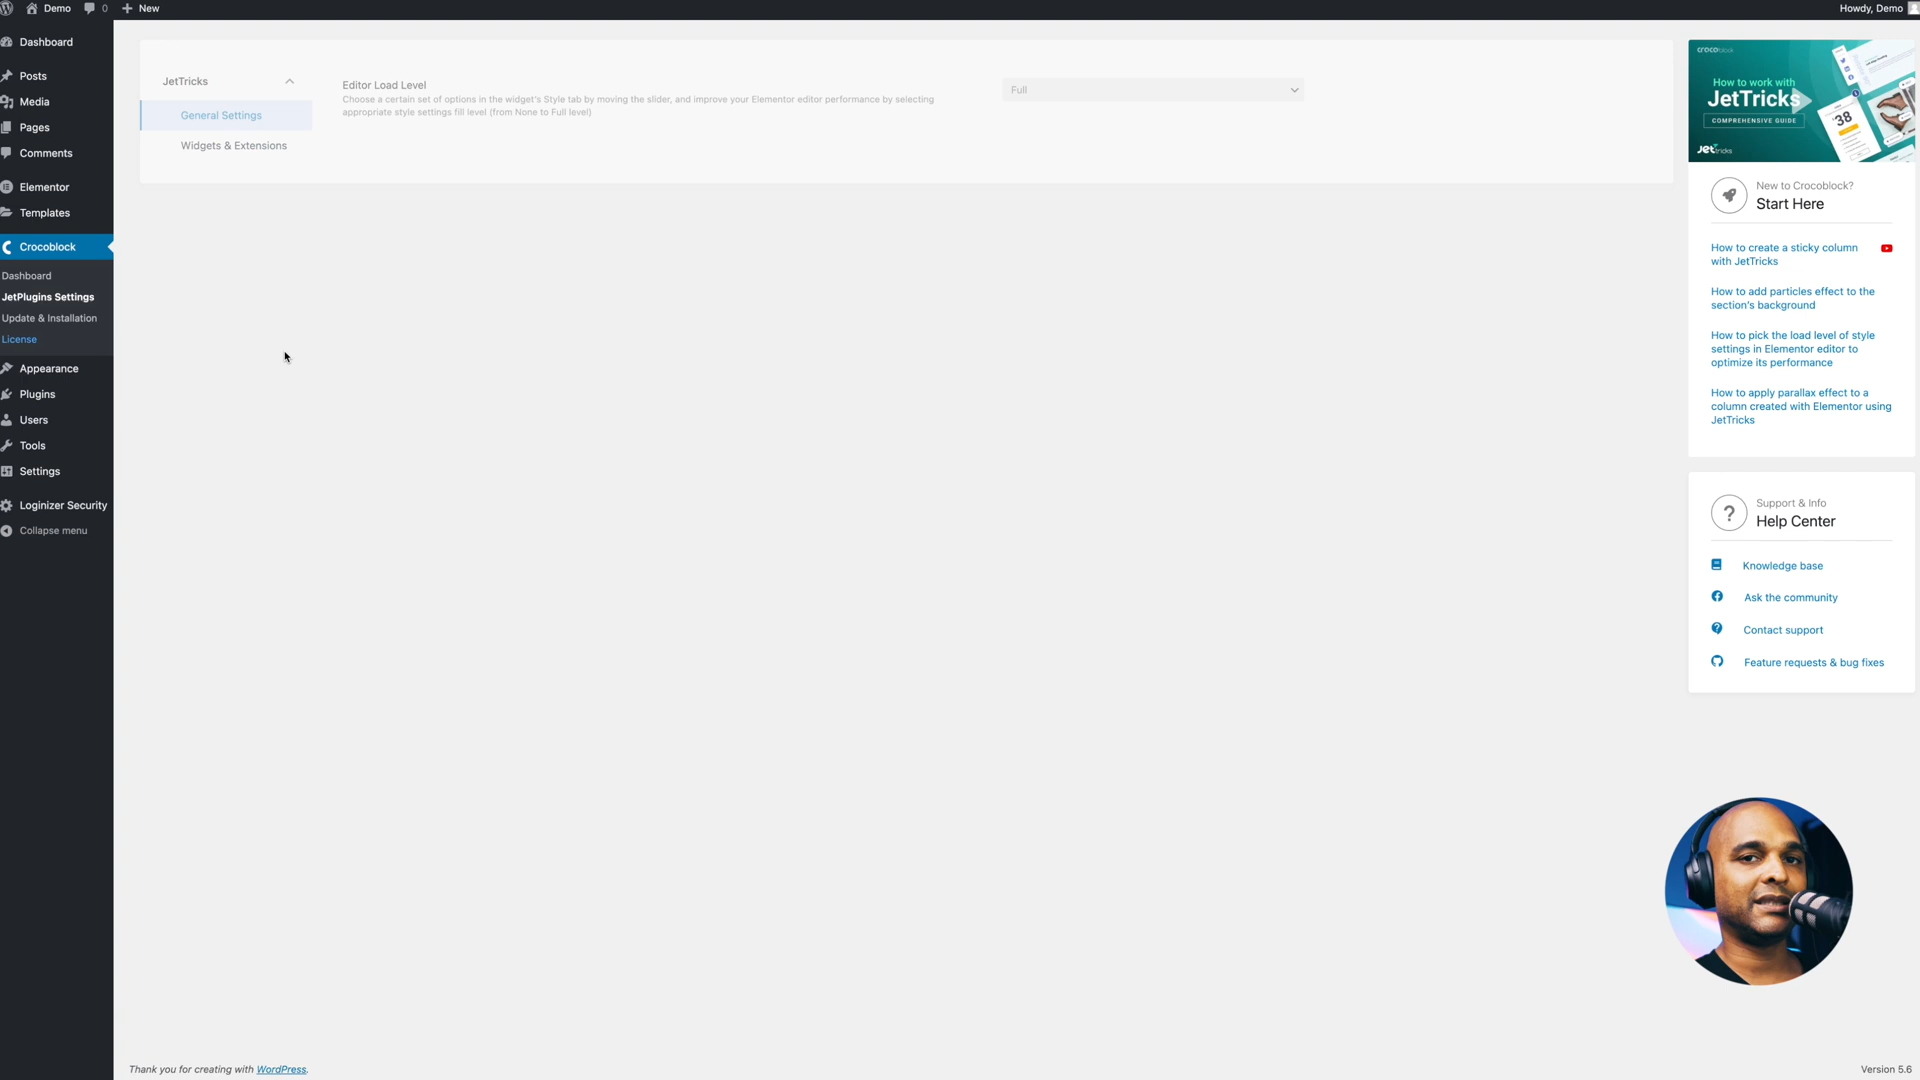 Demo 0 New Howdy, Demo
Dashboard
Posts
Media
Pages
Comments
Elementor
Templates
Crocoblock
Dashboard
JetPlugins Settings
Update & Installation
License
Appearance
Plugins
Users
Tools
Settings
Loginizer Security
Collapse menu
JetTricks
General Settings
Widgets & Extensions
Editor Load Level
Choose a certain set of options in the widget's Style tab by moving the slider, and improve your Elementor editor performance by selecting
appropriate style settings fill level (from None to Full level)
Full
crocoblock
How to work with
JetTricks
COMPREHENSIVE GUIDE
38
Jet Tricks
New to Crocoblock?
Start Here
How to create a sticky column
with JetTricks
How to add particles effect to the
section's background
How to pick the load level of style
settings in Elementor editor to
optimize its performance
How to apply parallax effect to a
column created with Elementor using
JetTricks
Support & Info
Help Center
Knowledge base
Ask the community
Contact support
Feature requests & bug fixes
Thank you for creating with WordPress.
Version 5.6